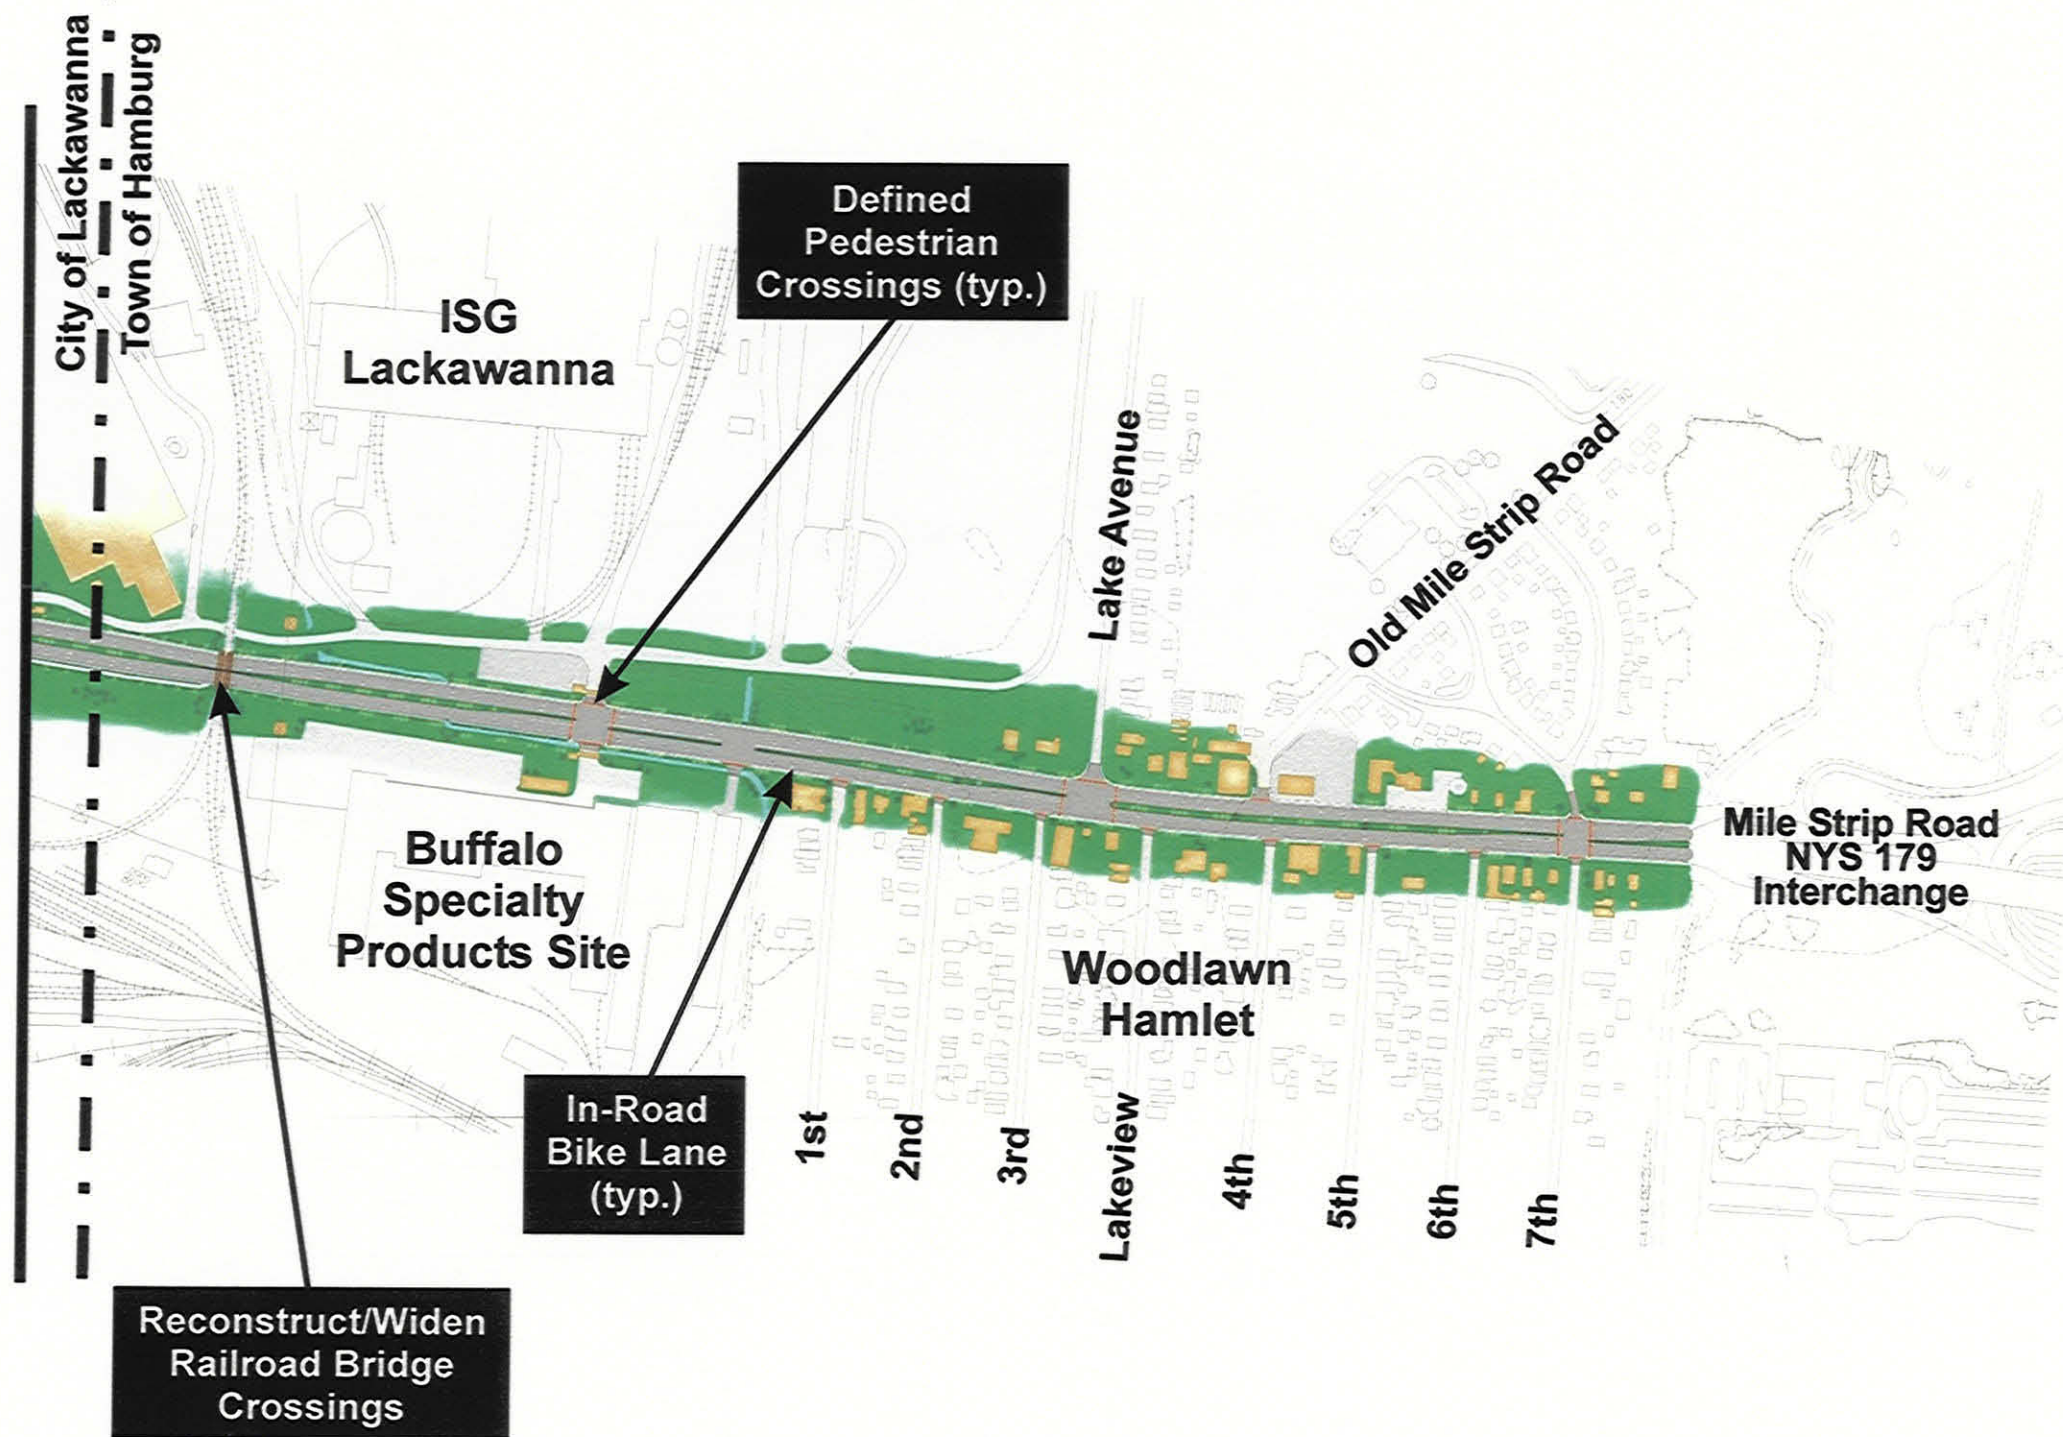 City of Lackawanna
Town of Hamburg
Defined
Pedestrian
Crossings (typ.)
ISG
Lackawanna
Lake Avenue
Old Mile Strip Road
Mile Strip Road
NYS 179
Interchange
Buffalo
Specialty
Products Site
Woodlawn
Hamlet
In-Road
Bike Lane
(typ.)
1st
2nd
3rd
Lakeview
4th
5th
6th
7th
Reconstruct/Widen
Railroad Bridge
Crossings